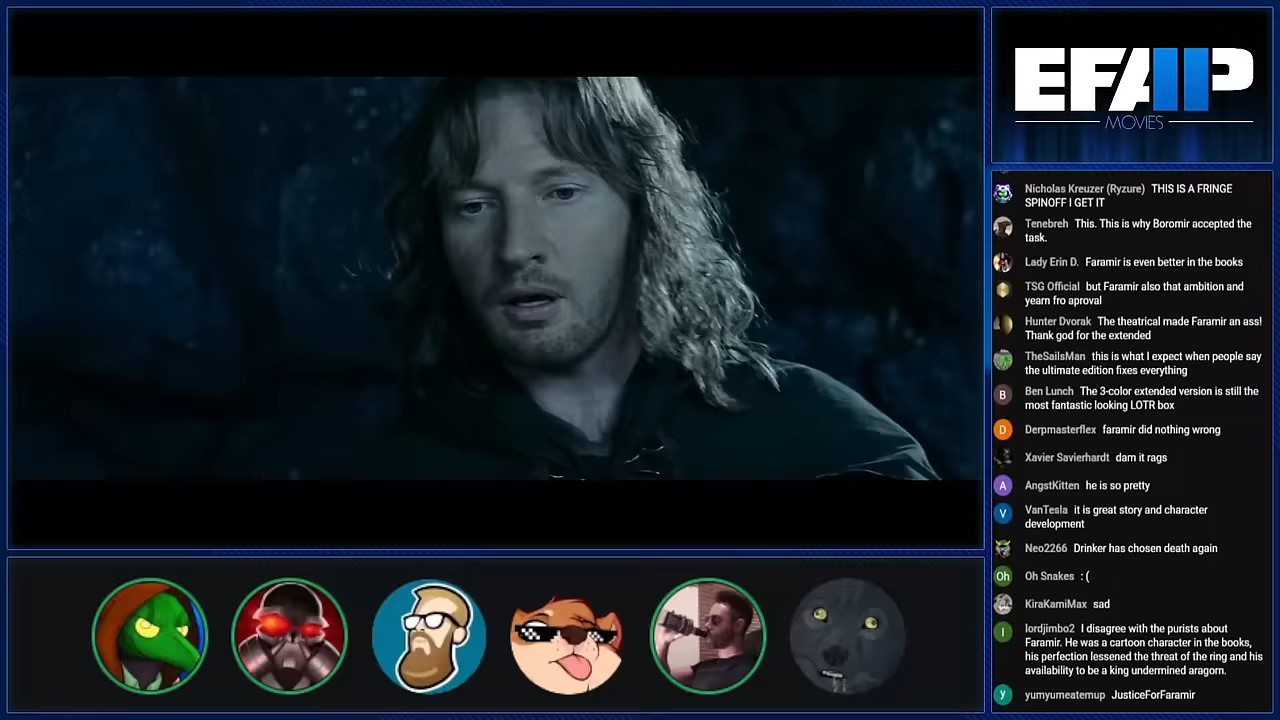 EFAP
MOVIES
Nicholas Kreuzer (Ryzure) THIS IS A FRINGE
SPINOFF I GET IT
Tenebreh This. This is why Boromir accepted the
task.
Lady Erin D. Faramir is even better in the books
TSG Official but Faramir also that ambition and
yearn fro aproval
Hunter Dvorak The theatrical made Faramir an ass!
Thank god for the extended
TheSailsMan this is what I expect when people say
the ultimate edition fixes everything
B Ben Lunch The 3-color extended version is still the
most fantastic looking LOTR box
D Derpmasterflex faramir did nothing wrong
Xavier Savierhardt dam it rags
A AngstKitten he is so pretty
V VanTesla it is great story and character
development
Neo2266 Drinker has chosen death again
Oh Oh Snakes : (
KiraKamiMax sad
l lordjimbo2 I disagree with the purists about
Faramir. He was a cartoon character in the books,
his perfection lessened the threat of the ring and his
availability to be a king undermined aragorn.
y yumyumeatemup JusticeForFaramir